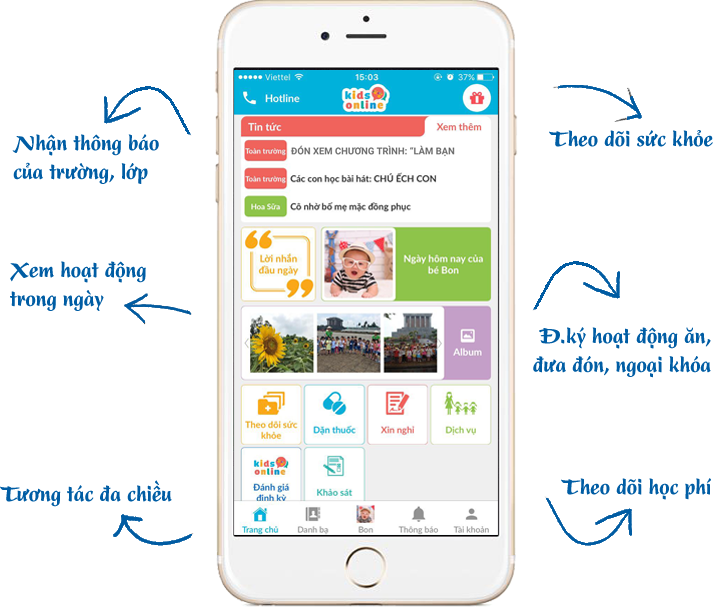 Viettel 15:03 37%
Hotline
kids online
Tin tức Xem thêm
Toàn trường ĐÓN XEM CHƯƠNG TRÌNH: "LÀM BẠN
Toàn trường Các con học bài hát: CHÚ ẾCH CON
Hoa Sữa Cô nhờ bố mẹ mặc đồng phục
Lời nhắn
đầu ngày
Ngày hôm nay của
bé Bon
Album
Theo dõi sức
khỏe
Dặn thuốc
Xin nghỉ
Dịch vụ
kids
online
Đánh giá
định kỳ
Khảo sát
Trang chủ Danh bạ Bon Thông báo Tài khoản
Nhận thông báo
của trường, lớp
Xem hoạt động
trong ngày
Tương tác đa chiều
Theo dõi sức khỏe
Đ.ký hoạt động ăn,
đưa đón, ngoại khóa
Theo dõi học phí